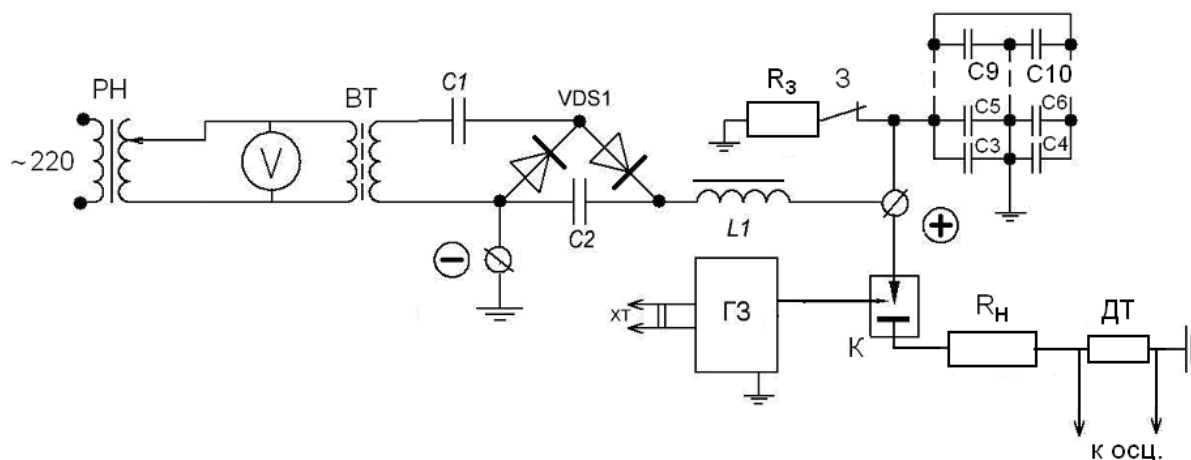 РН
~220
V
ВТ
C1
VDS1
C2
−
L1
R3
З
C9 C10
C5 C6
C3 C4
+
ГЗ
ХТ
К
RН
ДТ
к осц.